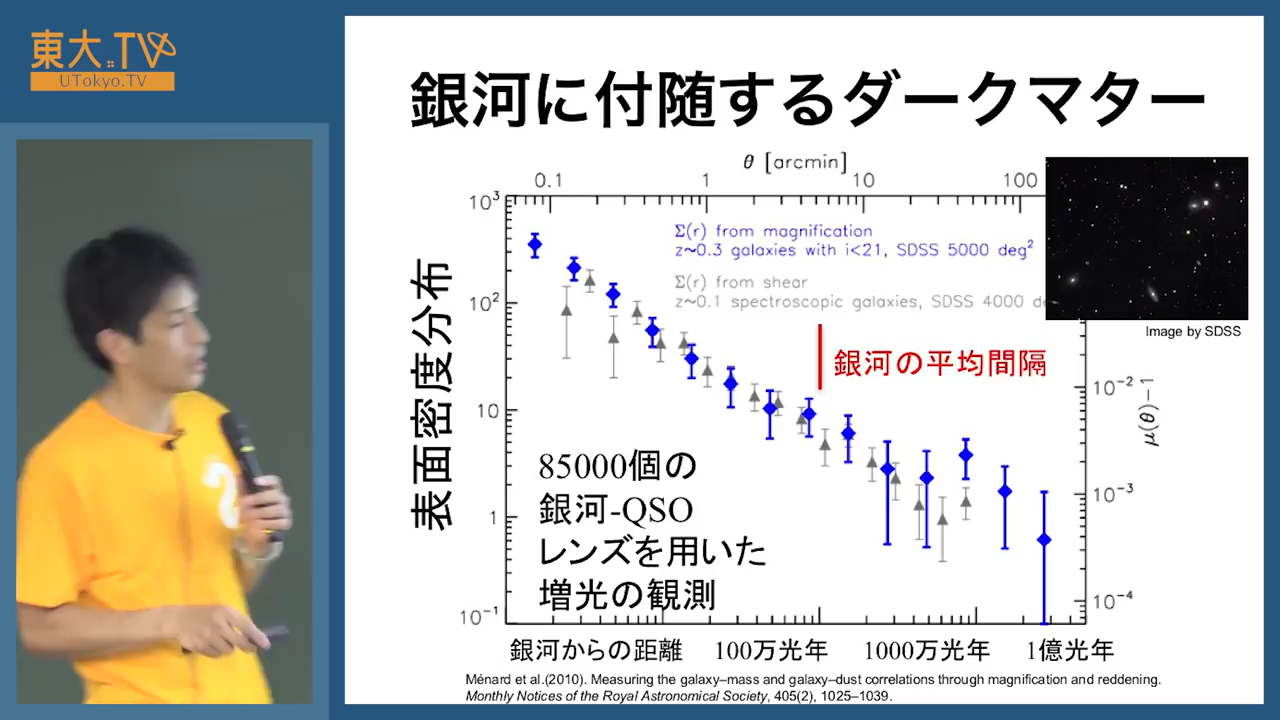 東大.TV
UTokyo.TV
銀河に付随するダークマター
θ [arcmin]
0.1 1 10 100
10³
Σ(r) from magnification
z~0.3 galaxies with i<21, SDSS 5000 deg²
Σ(r) from shear
z~0.1 spectroscopic galaxies, SDSS 4000
10²
Image by SDSS
銀河の平均間隔
表面密度分布
10⁻²
μ(θ)−1
10
85000個の
銀河-QSO
レンズを用いた
増光の観測
10⁻³
1
10⁻⁴
10⁻¹
銀河からの距離 100万光年 1000万光年 1億光年
Ménard et al.(2010). Measuring the galaxy–mass and galaxy–dust correlations through magnification and reddening.
Monthly Notices of the Royal Astronomical Society, 405(2), 1025–1039.